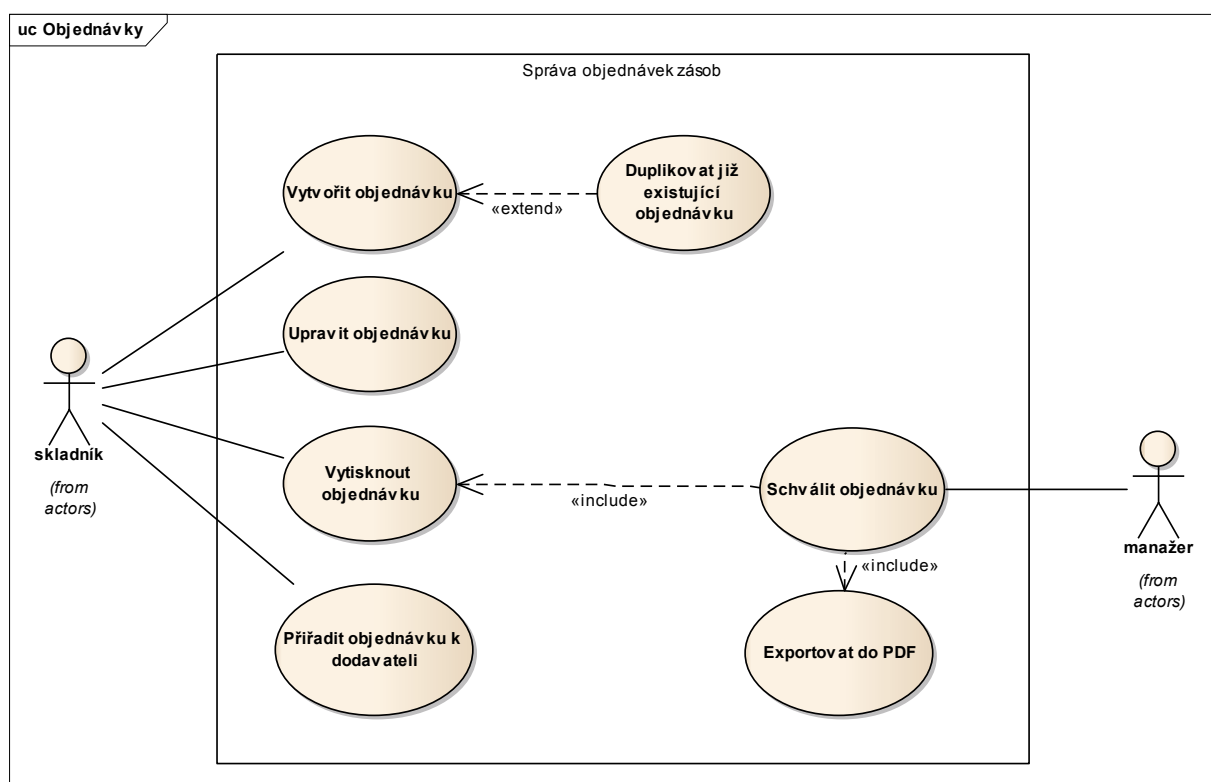 uc Objednávky
Správa objednávek zásob
Vytvořit objednávku
«extend»
Duplikovat již
existující
objednávku
Upravit objednávku
skladník
(from
actors)
Vytisknout
objednávku
«include»
Schválit objednávku
manažer
(from
actors)
«include»
Přiřadit objednávku k
dodavateli
Exportovat do PDF